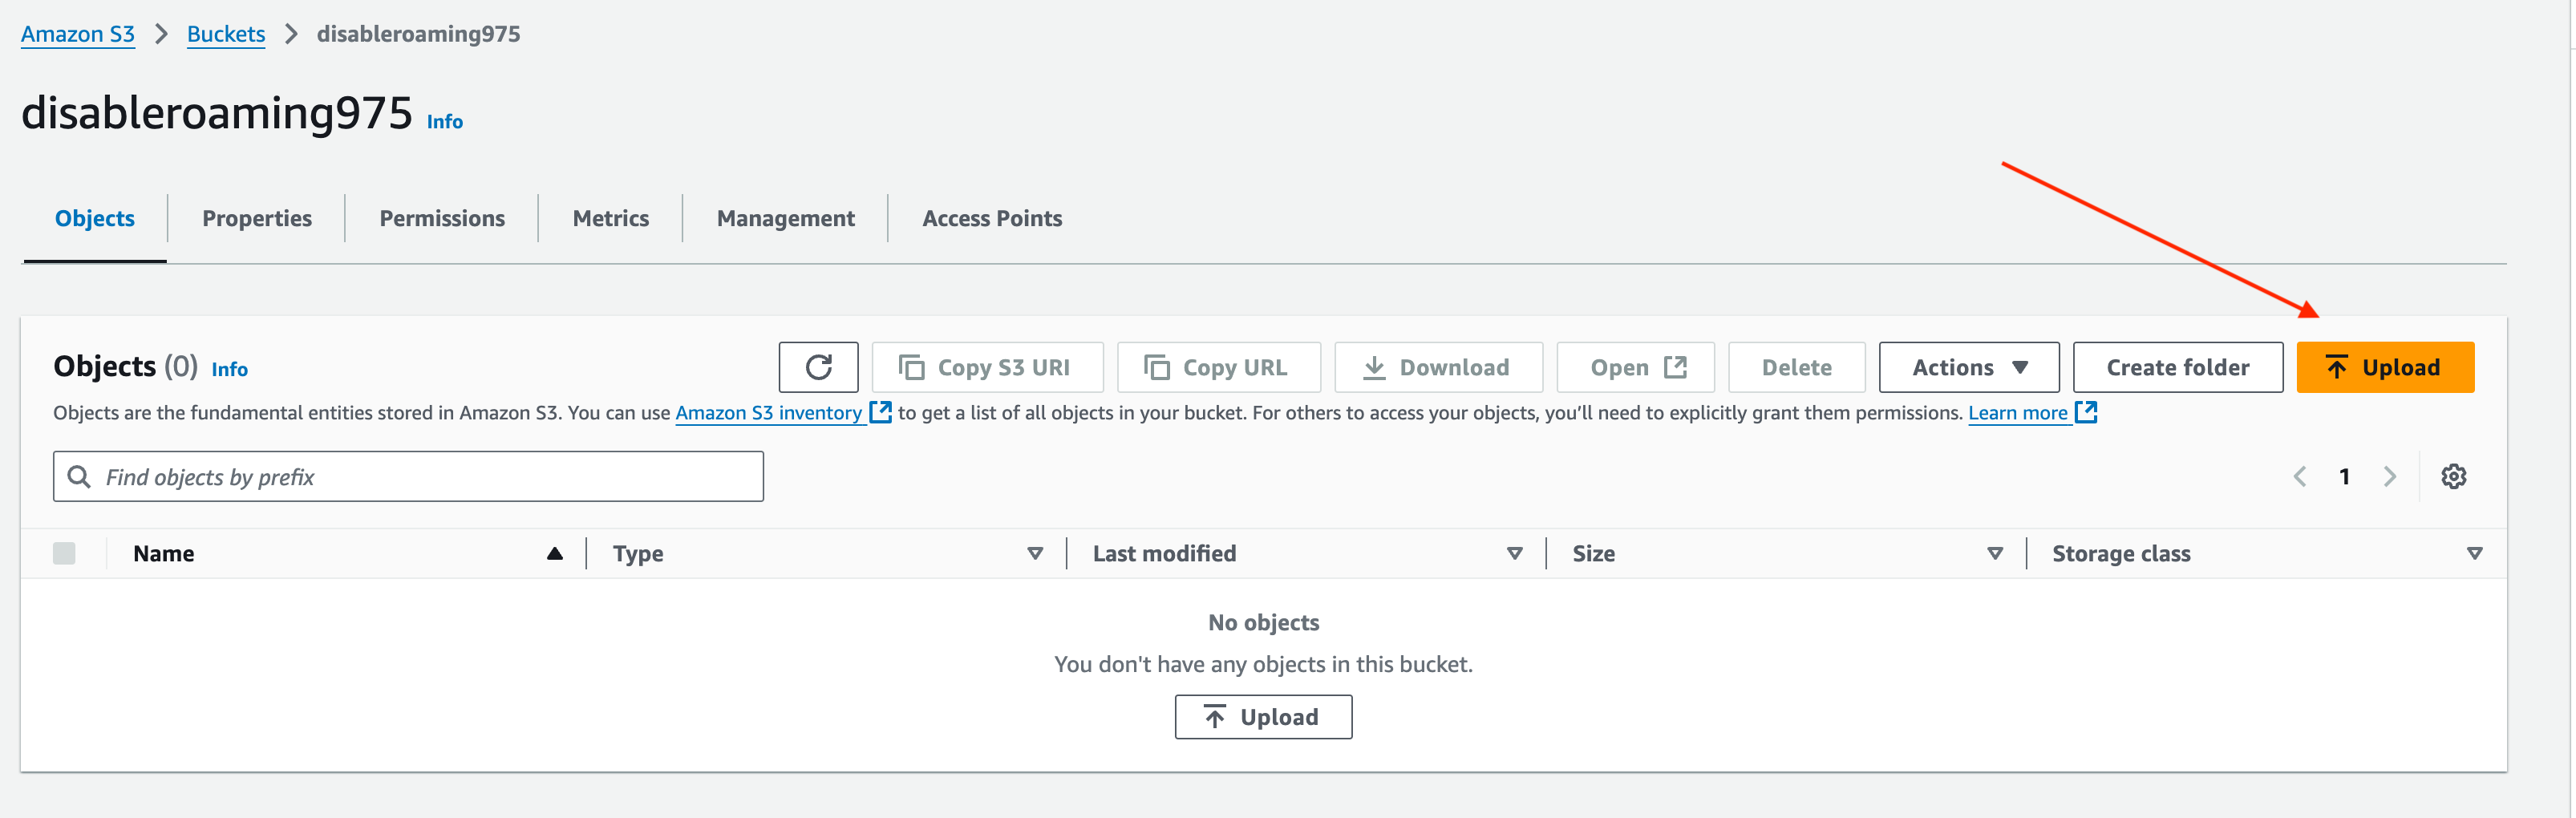 Amazon S3 > Buckets > disableroaming975
disableroaming975 Info
Objects Properties Permissions Metrics Management Access Points
Objects (0) Info Copy S3 URI Copy URL Download Open Delete Actions Create folder Upload
Objects are the fundamental entities stored in Amazon S3. You can use Amazon S3 inventory to get a list of all objects in your bucket. For others to access your objects, you’ll need to explicitly grant them permissions. Learn more
Find objects by prefix 1
Name Type Last modified Size Storage class
No objects
You don't have any objects in this bucket.
Upload